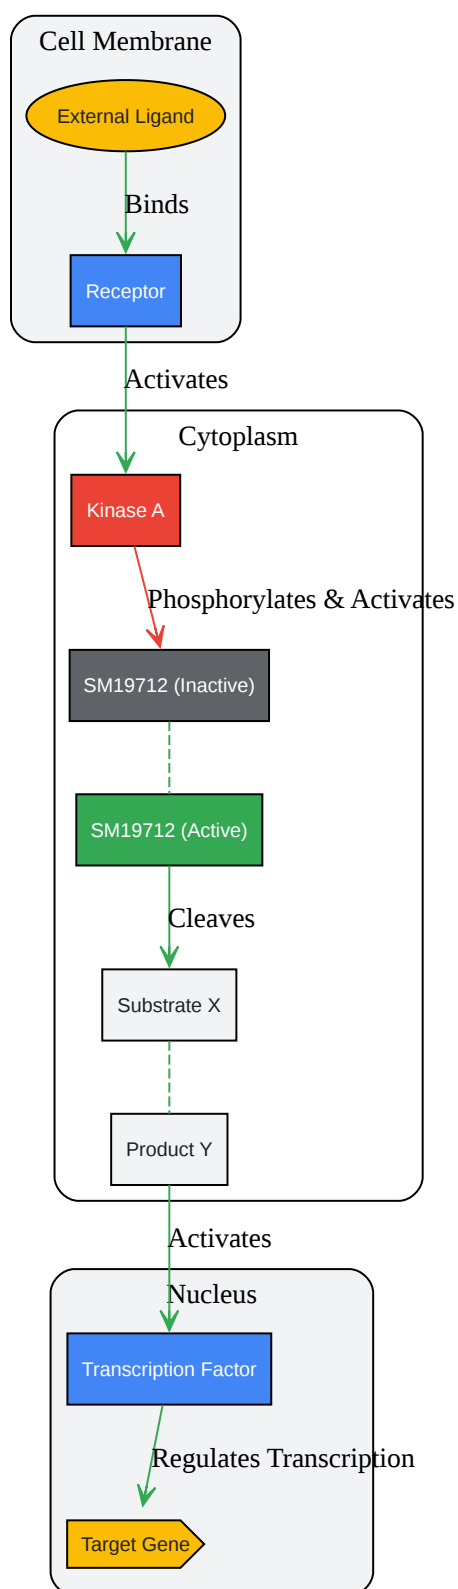 Cell Membrane
External Ligand
Binds
Receptor
Activates
Cytoplasm
Kinase A
Phosphorylates & Activates
SM19712 (Inactive)
SM19712 (Active)
Cleaves
Substrate X
Product Y
Activates
Nucleus
Transcription Factor
Regulates Transcription
Target Gene